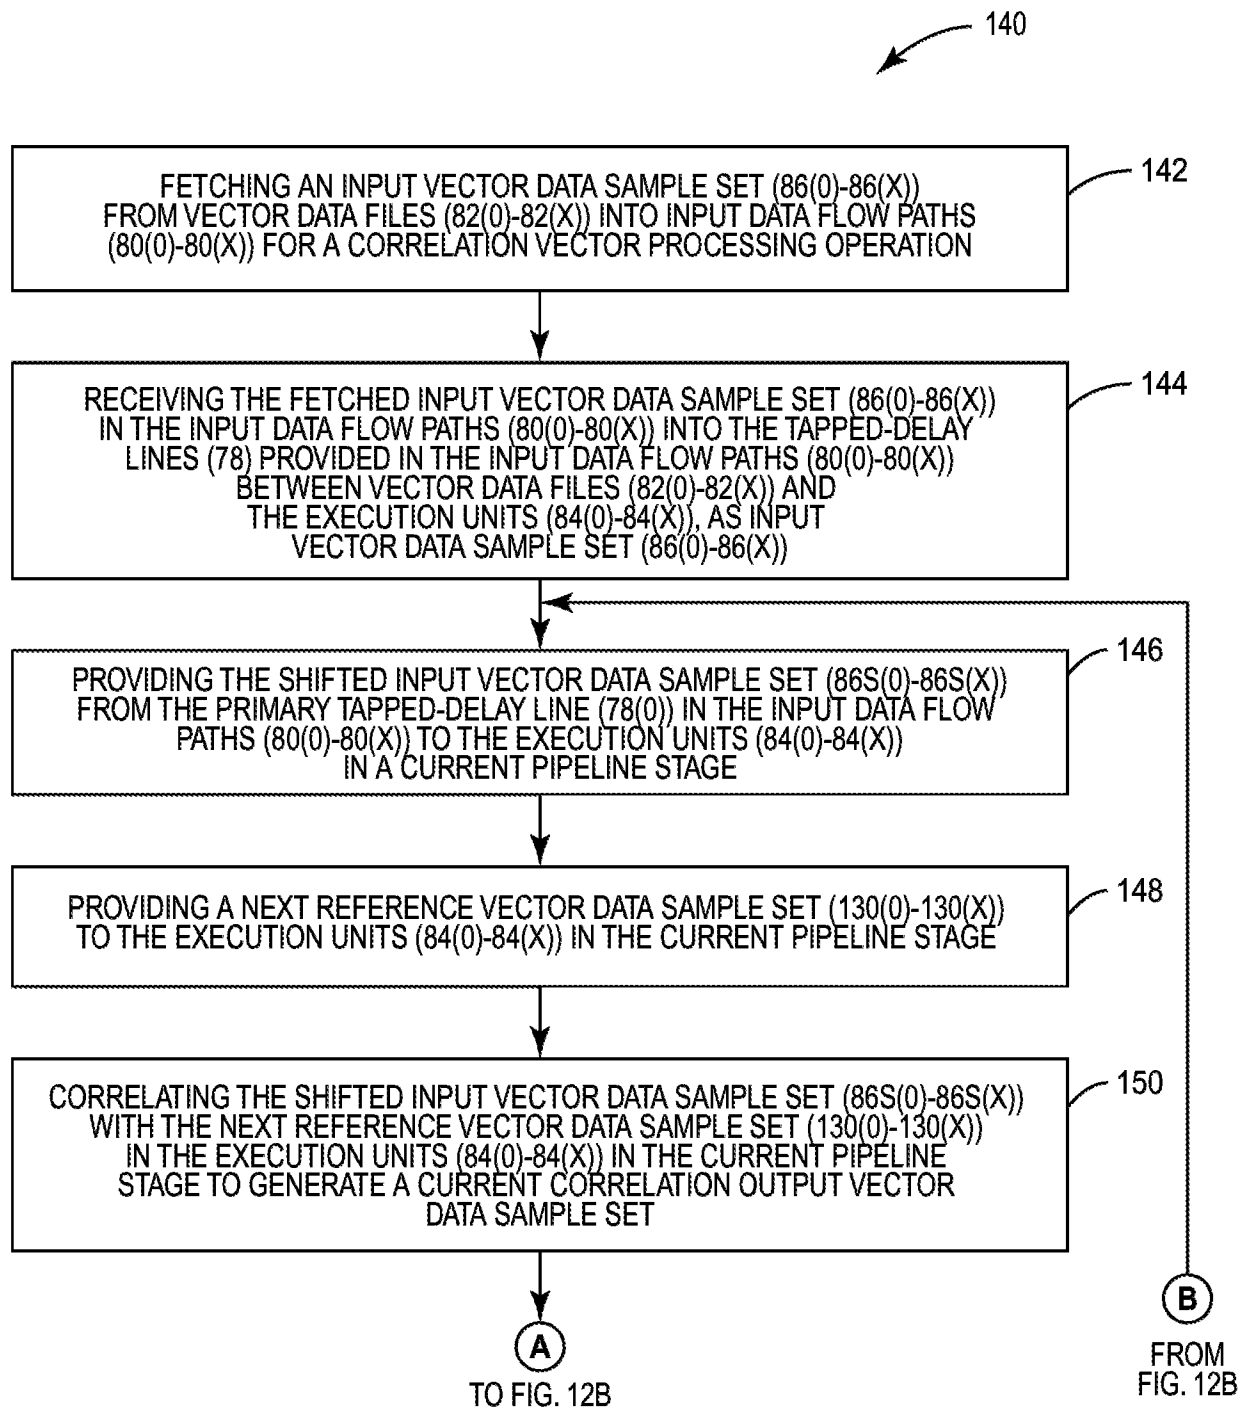 140
142
FETCHING AN INPUT VECTOR DATA SAMPLE SET (86(0)-86(X))
FROM VECTOR DATA FILES (82(0)-82(X)) INTO INPUT DATA FLOW PATHS
(80(0)-80(X)) FOR A CORRELATION VECTOR PROCESSING OPERATION
144
RECEIVING THE FETCHED INPUT VECTOR DATA SAMPLE SET (86(0)-86(X))
IN THE INPUT DATA FLOW PATHS (80(0)-80(X)) INTO THE TAPPED-DELAY
LINES (78) PROVIDED IN THE INPUT DATA FLOW PATHS (80(0)-80(X))
BETWEEN VECTOR DATA FILES (82(0)-82(X)) AND
THE EXECUTION UNITS (84(0)-84(X)), AS INPUT
VECTOR DATA SAMPLE SET (86(0)-86(X))
146
PROVIDING THE SHIFTED INPUT VECTOR DATA SAMPLE SET (86S(0)-86S(X))
FROM THE PRIMARY TAPPED-DELAY LINE (78(0)) IN THE INPUT DATA FLOW
PATHS (80(0)-80(X)) TO THE EXECUTION UNITS (84(0)-84(X))
IN A CURRENT PIPELINE STAGE
148
PROVIDING A NEXT REFERENCE VECTOR DATA SAMPLE SET (130(0)-130(X))
TO THE EXECUTION UNITS (84(0)-84(X)) IN THE CURRENT PIPELINE STAGE
150
CORRELATING THE SHIFTED INPUT VECTOR DATA SAMPLE SET (86S(0)-86S(X))
WITH THE NEXT REFERENCE VECTOR DATA SAMPLE SET (130(0)-130(X))
IN THE EXECUTION UNITS (84(0)-84(X)) IN THE CURRENT PIPELINE
STAGE TO GENERATE A CURRENT CORRELATION OUTPUT VECTOR
DATA SAMPLE SET
A
TO FIG. 12B
B
FROM
FIG. 12B